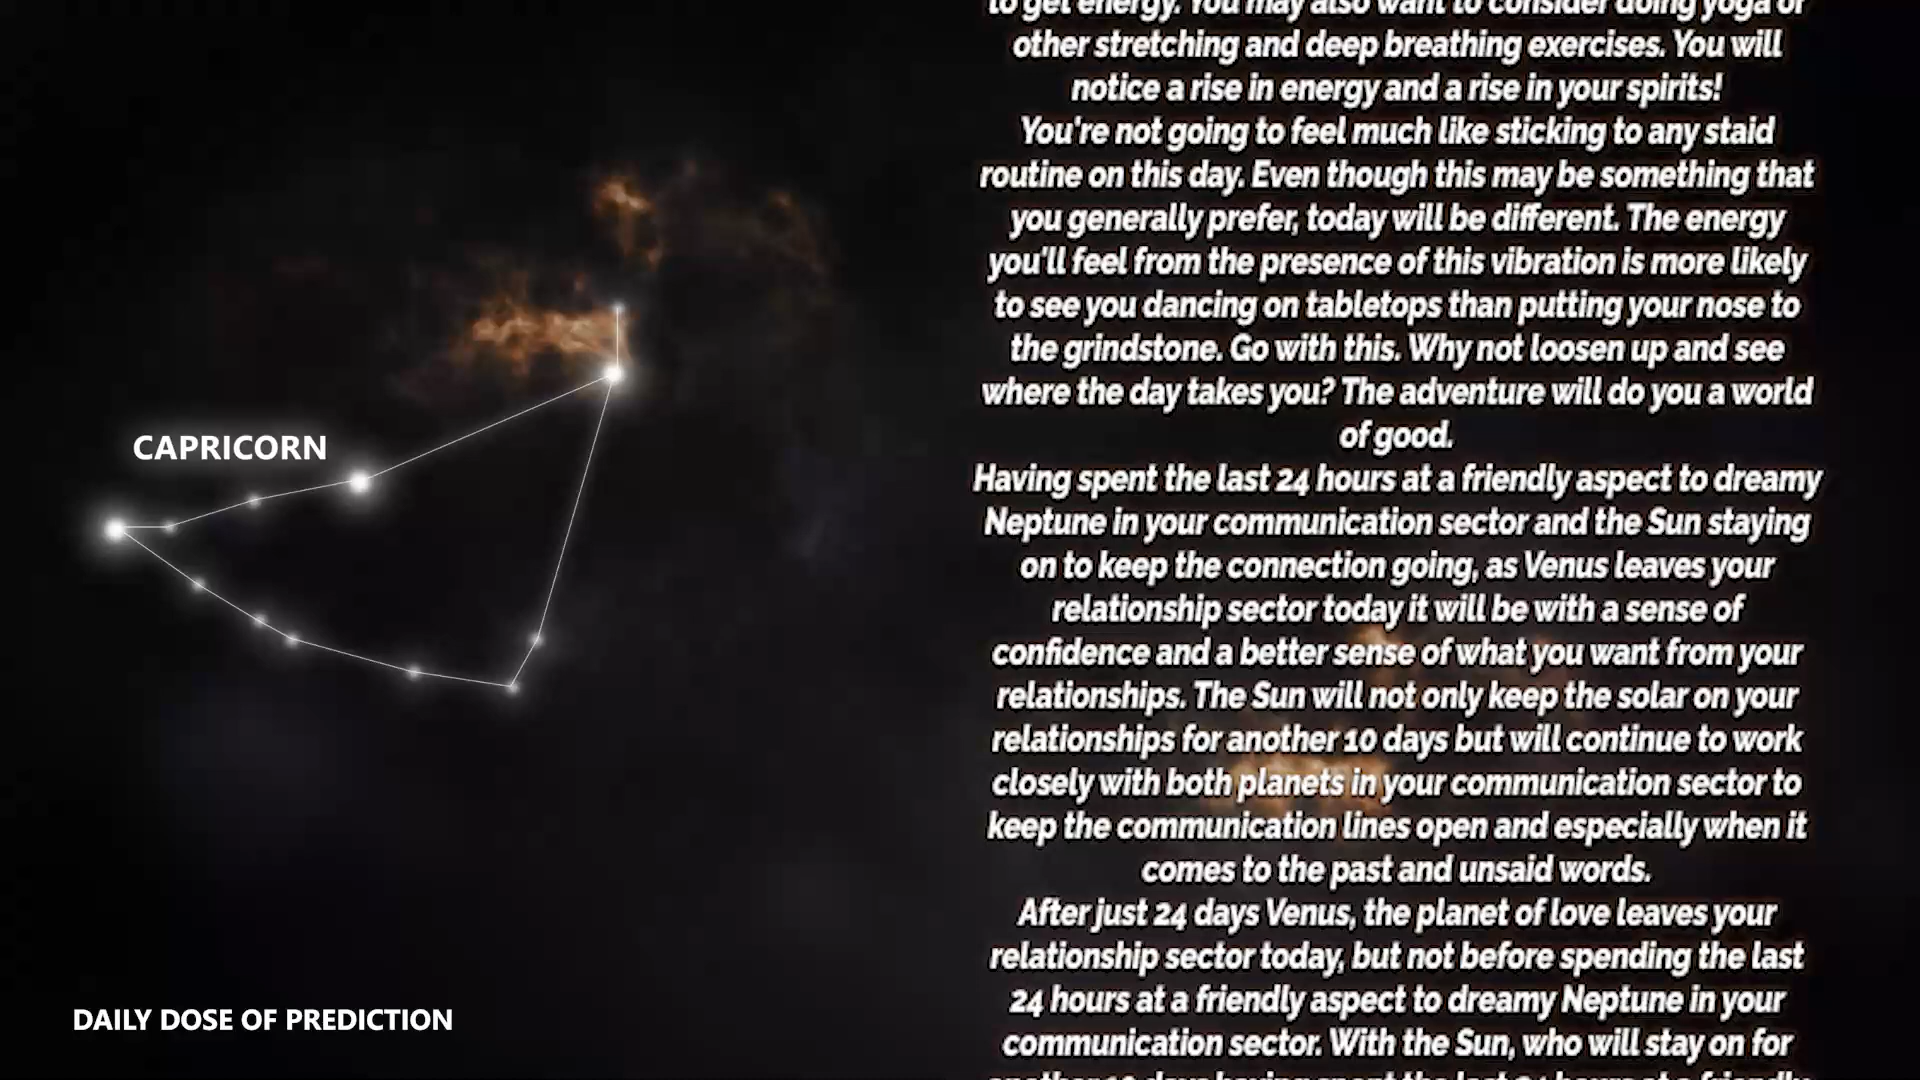 to get energy. You may also want to consider doing yoga or
other stretching and deep breathing exercises. You will
notice a rise in energy and a rise in your spirits!
You're not going to feel much like sticking to any staid
routine on this day. Even though this may be something that
you generally prefer, today will be different. The energy
you'll feel from the presence of this vibration is more likely
to see you dancing on tabletops than putting your nose to
the grindstone. Go with this. Why not loosen up and see
where the day takes you? The adventure will do you a world
of good.
Having spent the last 24 hours at a friendly aspect to dreamy
Neptune in your communication sector and the Sun staying
on to keep the connection going, as Venus leaves your
relationship sector today it will be with a sense of
confidence and a better sense of what you want from your
relationships. The Sun will not only keep the solar on your
relationships for another 10 days but will continue to work
closely with both planets in your communication sector to
keep the communication lines open and especially when it
comes to the past and unsaid words.
After just 24 days Venus, the planet of love leaves your
relationship sector today, but not before spending the last
24 hours at a friendly aspect to dreamy Neptune in your
communication sector. With the Sun, who will stay on for
CAPRICORN
DAILY DOSE OF PREDICTION